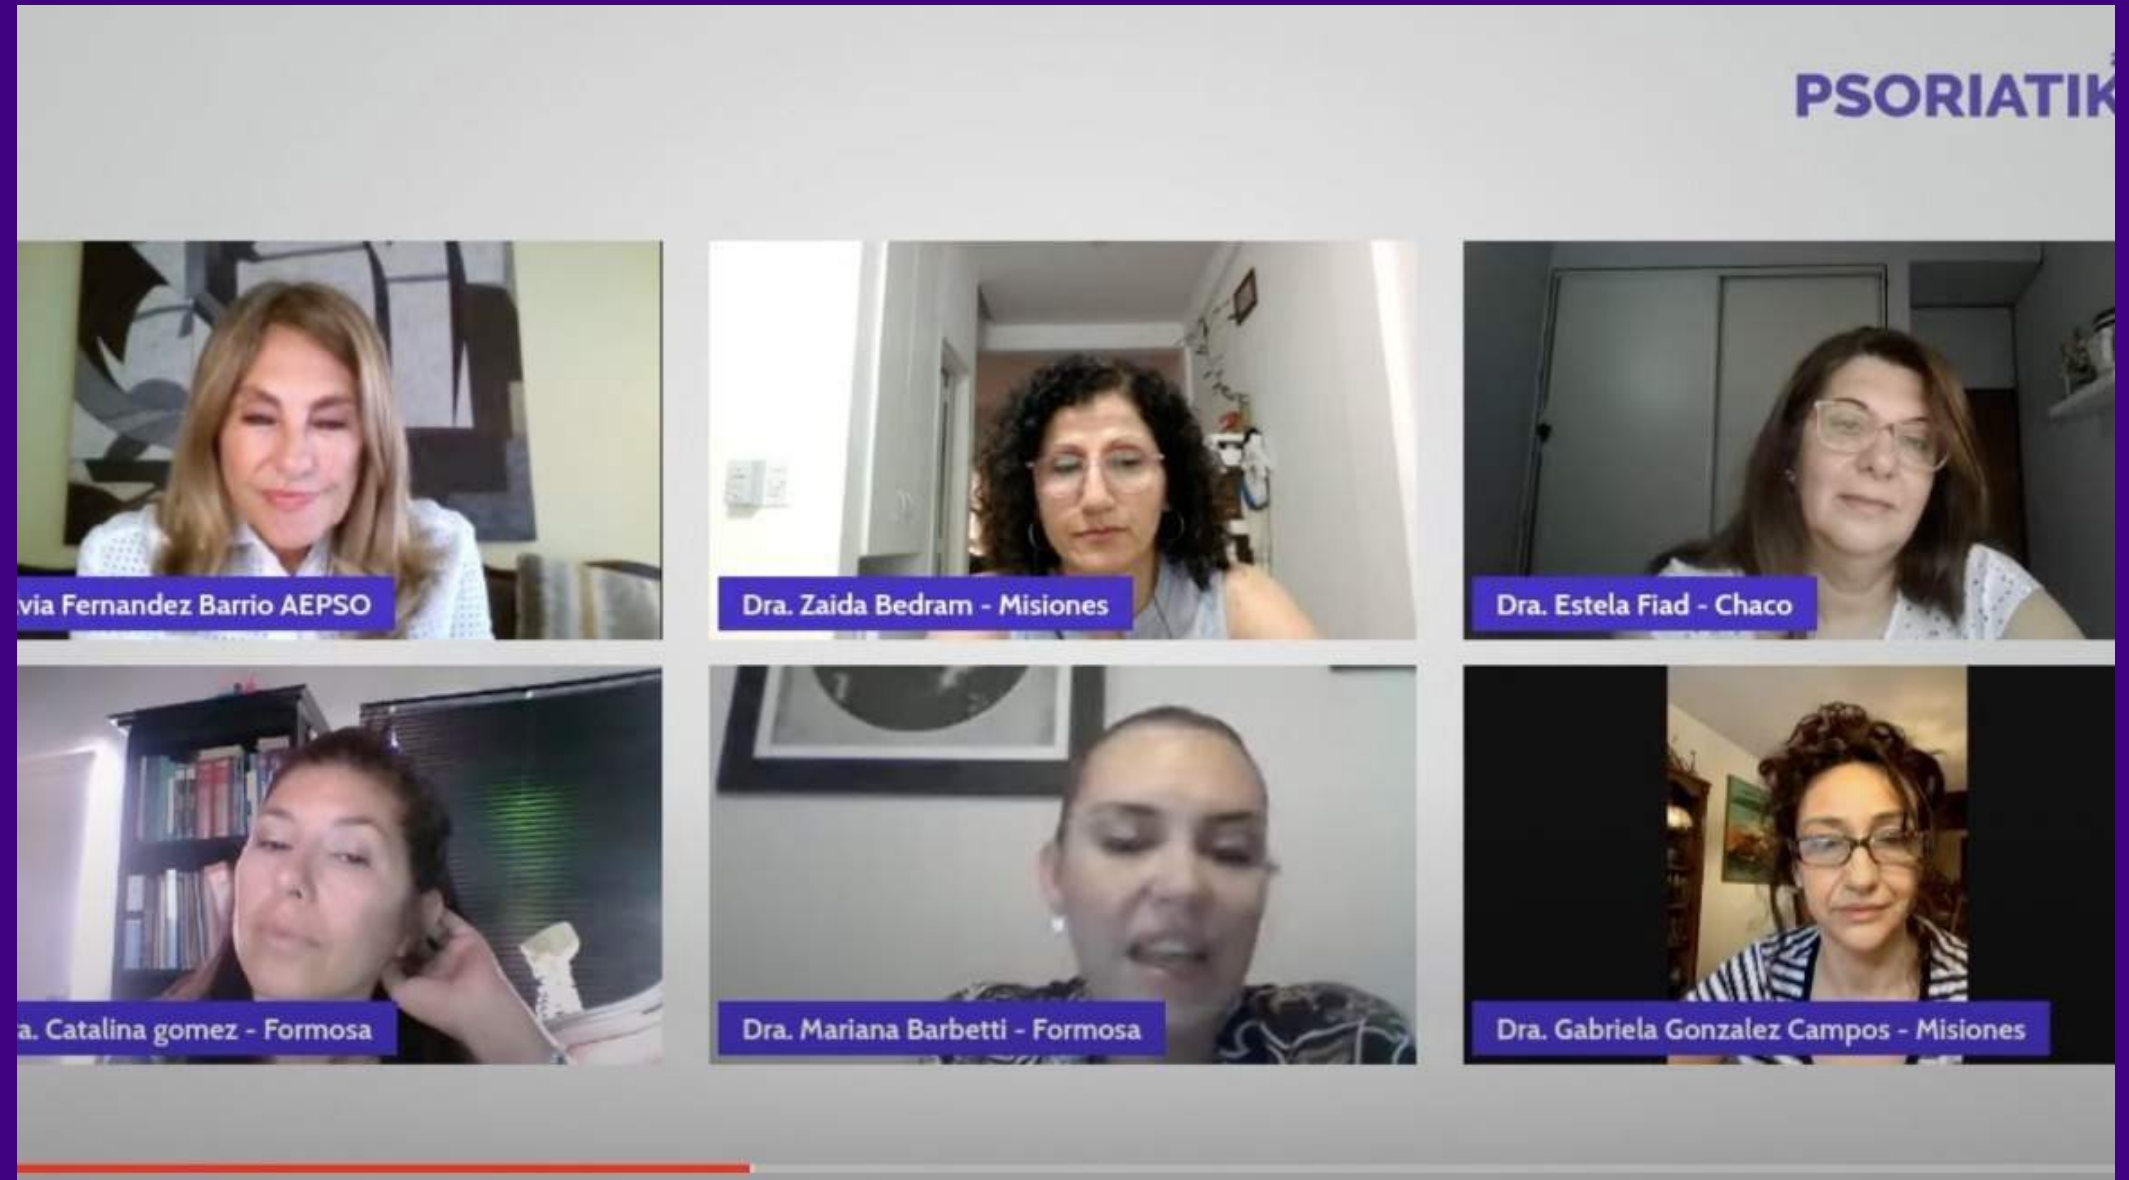 PSORIATIK
via Fernandez Barrio AEPSO
Dra. Zaida Bedram - Misiones
Dra. Estela Fiad - Chaco
a. Catalina gomez - Formosa
Dra. Mariana Barbetti - Formosa
Dra. Gabriela Gonzalez Campos - Misiones